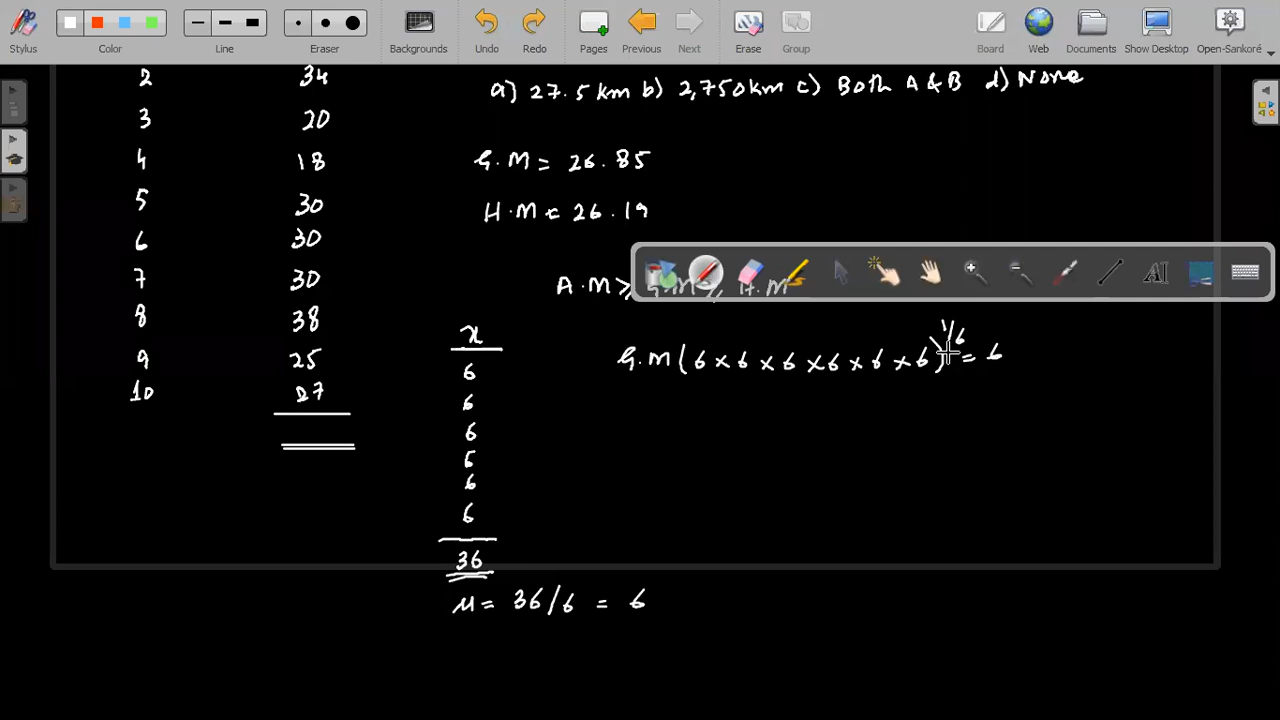 Stylus Color Line Eraser Backgrounds Undo Redo Pages Previous Next Erase Group Board Web Documents Show Desktop Open-Sankoré
2 34
3 20
4 18
5 30
6 30
7 30
8 38
9 25
10 27
a) 27.5 km b) 2,750km c) Both A & B d) None
G.M = 26.85
H.M = 26.19
A.M ≥ G.M ≥ H.M
x
6
6
6
6
6
6
36
μ = 36/6 = 6
G.M (6 × 6 × 6 × 6 × 6 × 6)^1/6 = 6